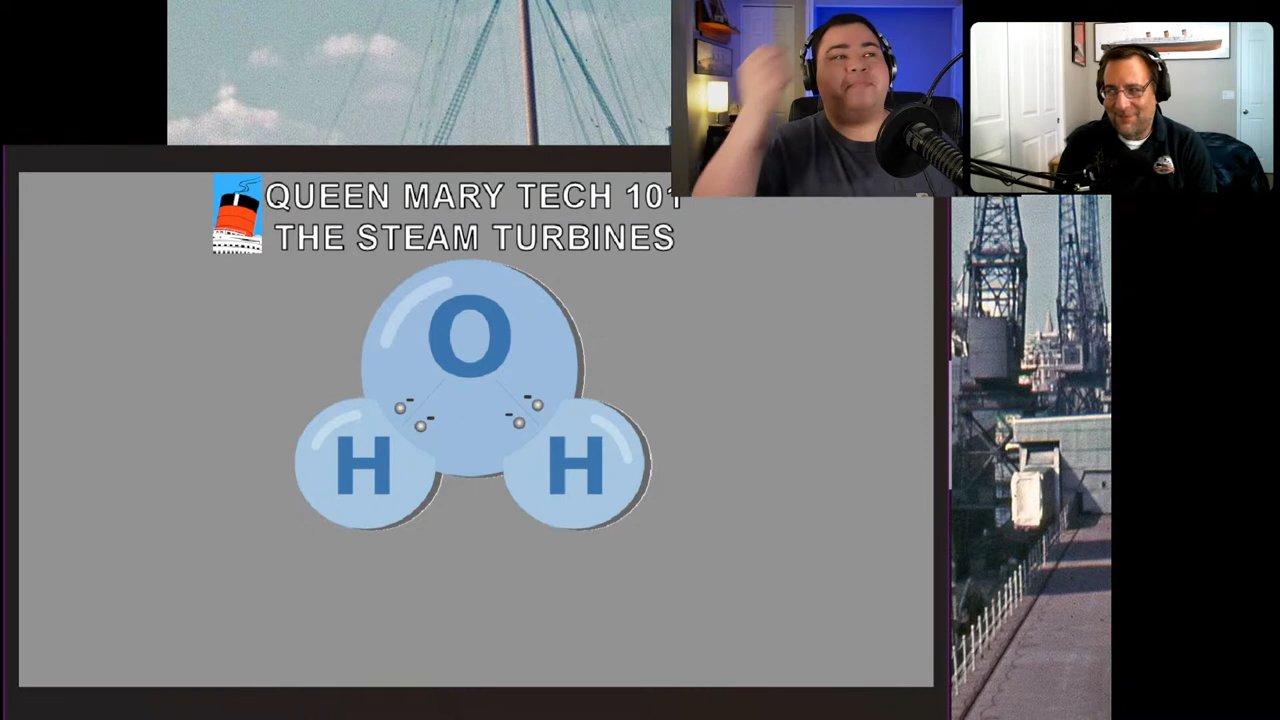 QUEEN MARY TECH 101
THE STEAM TURBINES
O
H H